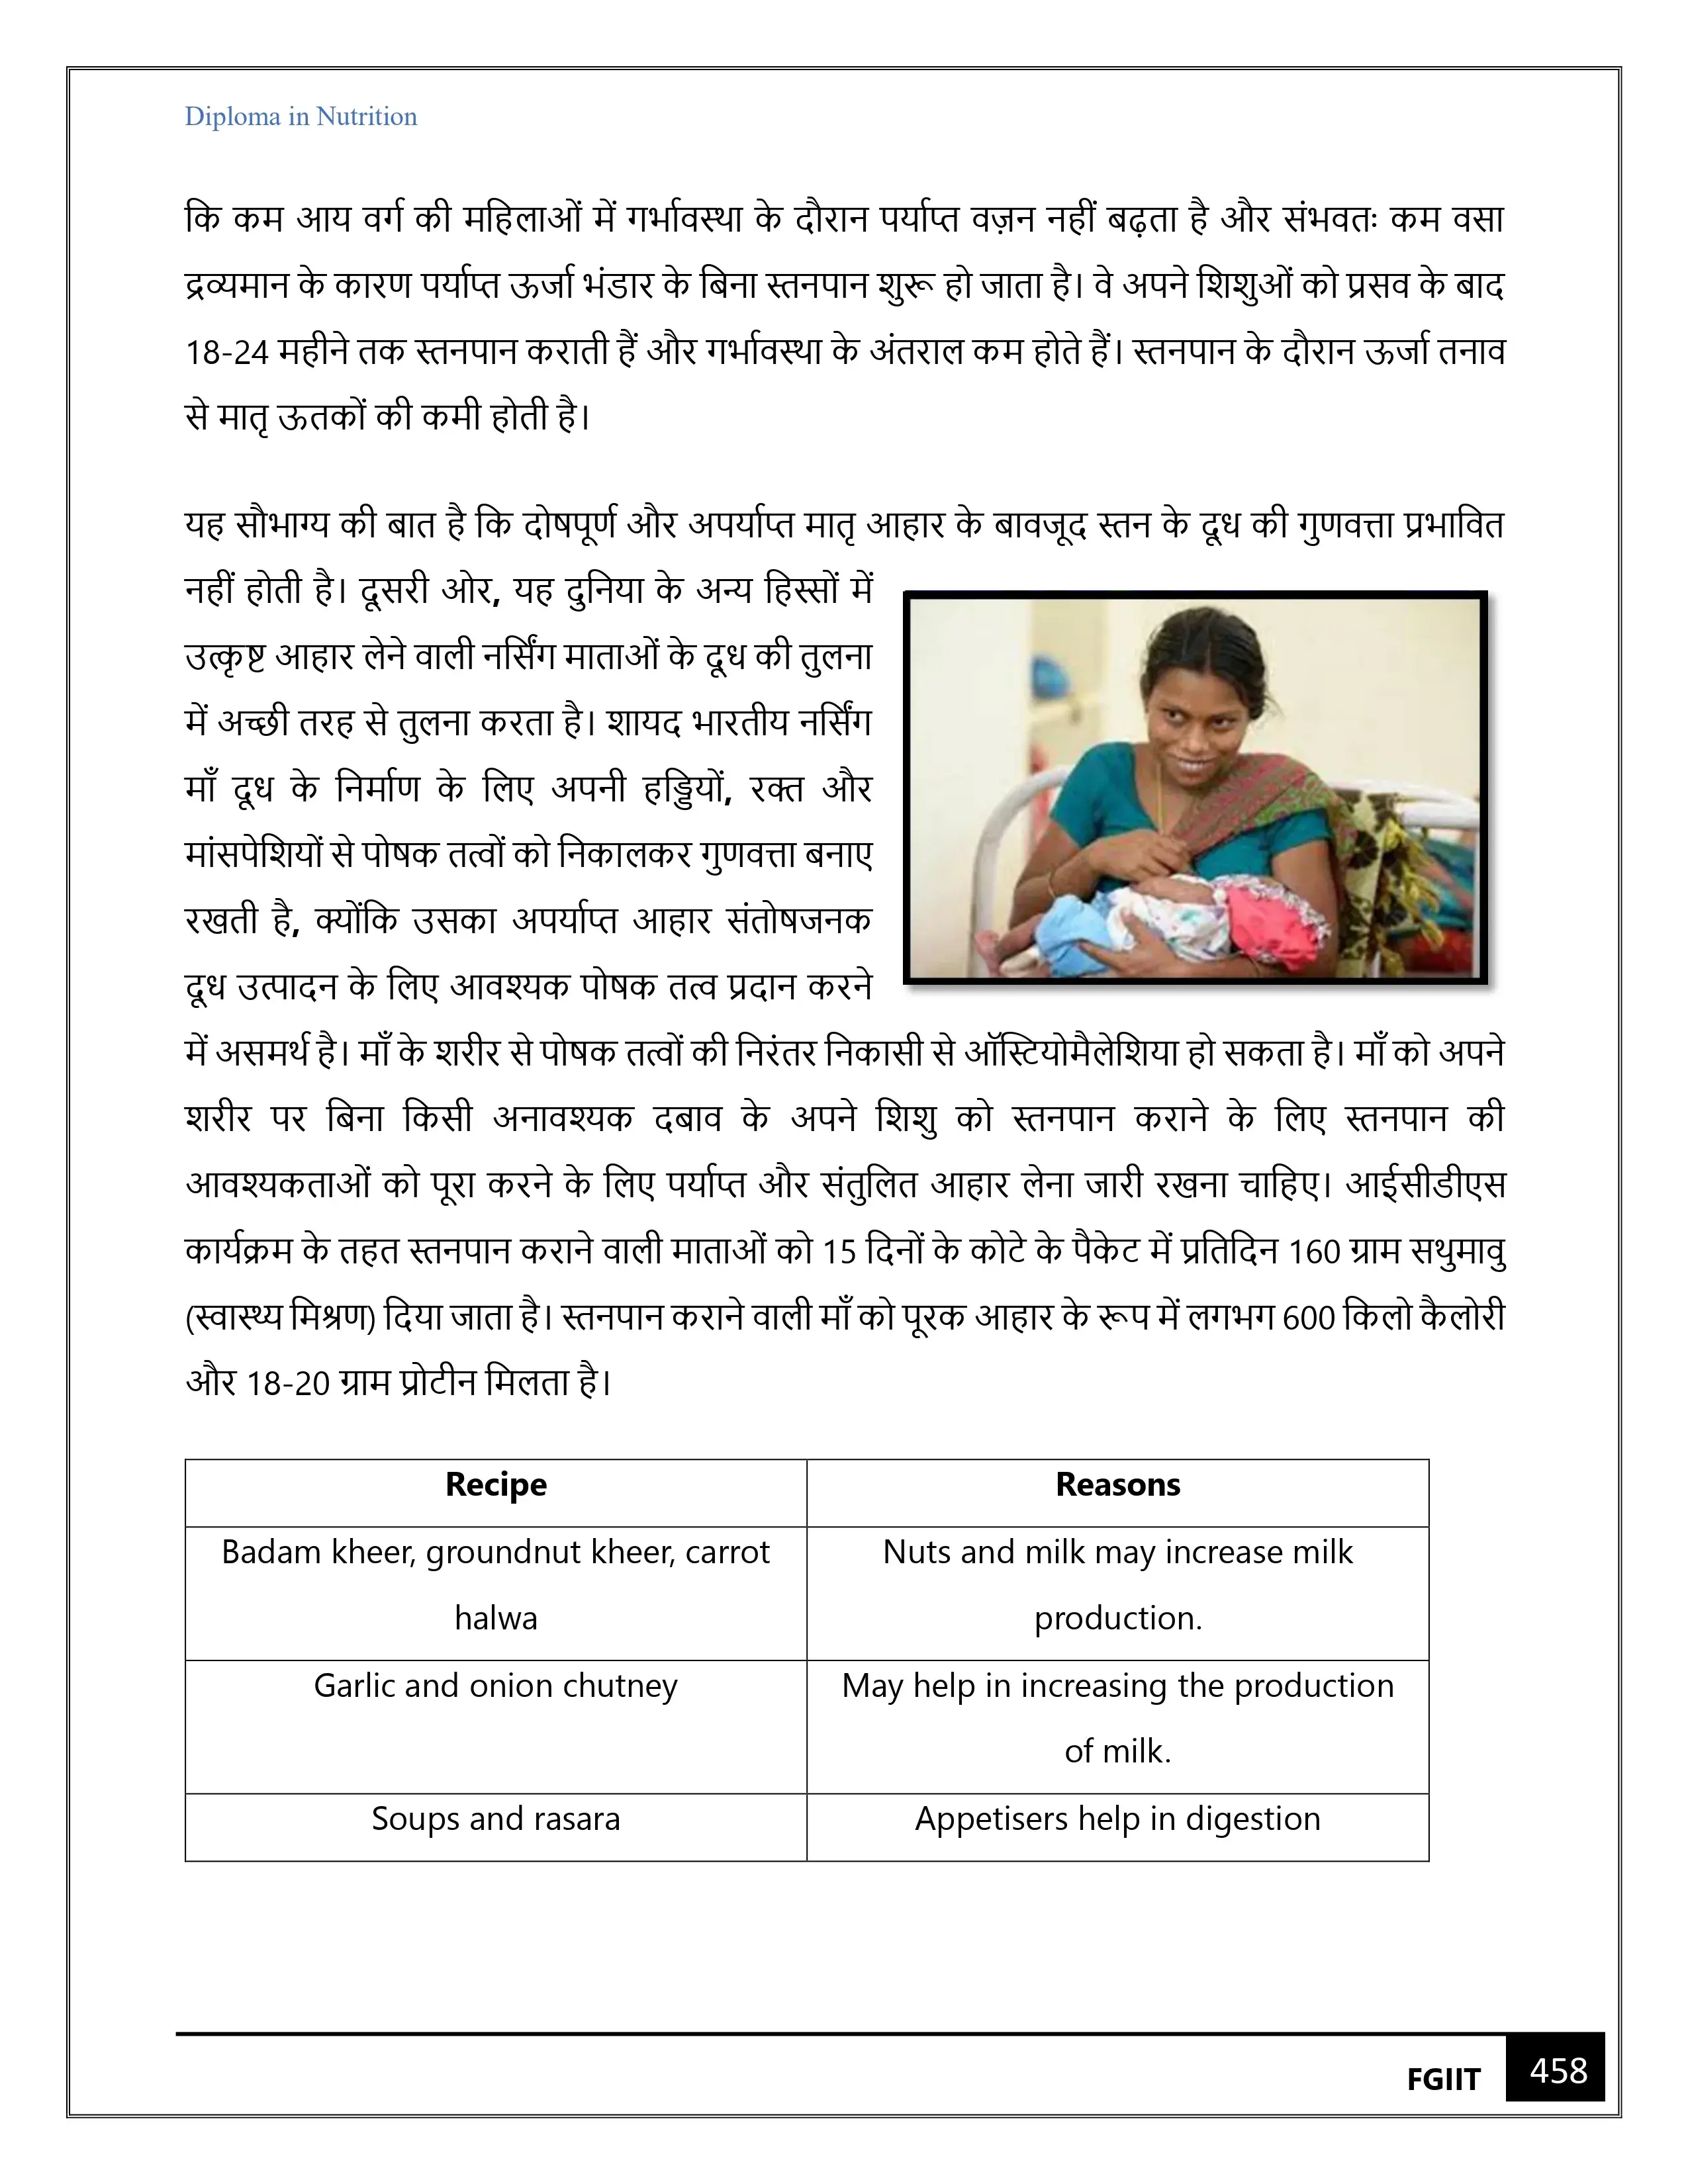 Diploma in Nutrition
कि कम आय वर्ग की महिलाओं में गर्भावस्था के दौरान पर्याप्त वज़न नहीं बढ़ता है और संभवतः कम वसा
द्रव्यमान के कारण पर्याप्त ऊर्जा भंडार के बिना स्तनपान शुरू हो जाता है। वे अपने शिशुओं को प्रसव के बाद
18-24 महीने तक स्तनपान कराती हैं और गर्भावस्था के अंतराल कम होते हैं। स्तनपान के दौरान ऊर्जा तनाव
से मातृ ऊतकों की कमी होती है।
यह सौभाग्य की बात है कि दोषपूर्ण और अपर्याप्त मातृ आहार के बावजूद स्तन के दूध की गुणवत्ता प्रभावित
नहीं होती है। दूसरी ओर, यह दुनिया के अन्य हिस्सों में
उत्कृष्ट आहार लेने वाली नर्सिंग माताओं के दूध की तुलना
में अच्छी तरह से तुलना करता है। शायद भारतीय नर्सिंग
माँ दूध के निर्माण के लिए अपनी हड्डियों, रक्त और
मांसपेशियों से पोषक तत्वों को निकालकर गुणवत्ता बनाए
रखती है, क्योंकि उसका अपर्याप्त आहार संतोषजनक
दूध उत्पादन के लिए आवश्यक पोषक तत्व प्रदान करने
में असमर्थ है। माँ के शरीर से पोषक तत्वों की निरंतर निकासी से ऑस्टियोमैलेशिया हो सकता है। माँ को अपने
शरीर पर बिना किसी अनावश्यक दबाव के अपने शिशु को स्तनपान कराने के लिए स्तनपान की
आवश्यकताओं को पूरा करने के लिए पर्याप्त और संतुलित आहार लेना जारी रखना चाहिए। आईसीडीएस
कार्यक्रम के तहत स्तनपान कराने वाली माताओं को 15 दिनों के कोटे के पैकेट में प्रतिदिन 160 ग्राम सथुमावु
(स्वास्थ्य मिश्रण) दिया जाता है। स्तनपान कराने वाली माँ को पूरक आहार के रूप में लगभग 600 किलो कैलोरी
और 18-20 ग्राम प्रोटीन मिलता है।
Recipe Reasons
Badam kheer, groundnut kheer, carrot
halwa
Nuts and milk may increase milk
production.
Garlic and onion chutney
May help in increasing the production
of milk.
Soups and rasara
Appetisers help in digestion
FGIIT 458